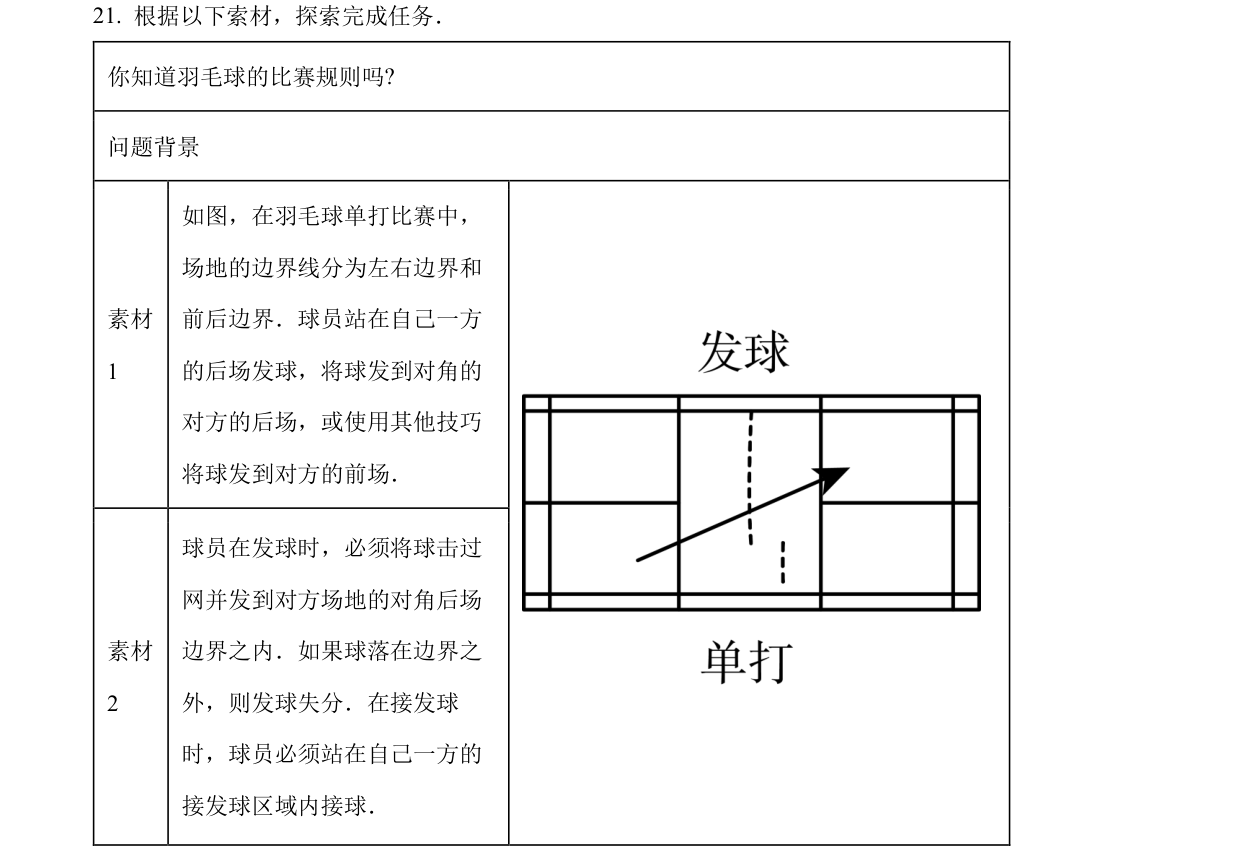 21. 根据以下素材，探索完成任务．
你知道羽毛球的比赛规则吗?
问题背景
素材
1
如图，在羽毛球单打比赛中，
场地的边界线分为左右边界和
前后边界．球员站在自己一方
的后场发球，将球发到对角的
对方的后场，或使用其他技巧
将球发到对方的前场．
素材
2
球员在发球时，必须将球击过
网并发到对方场地的对角后场
边界之内．如果球落在边界之
外，则发球失分．在接发球
时，球员必须站在自己一方的
接发球区域内接球．
发球
单打